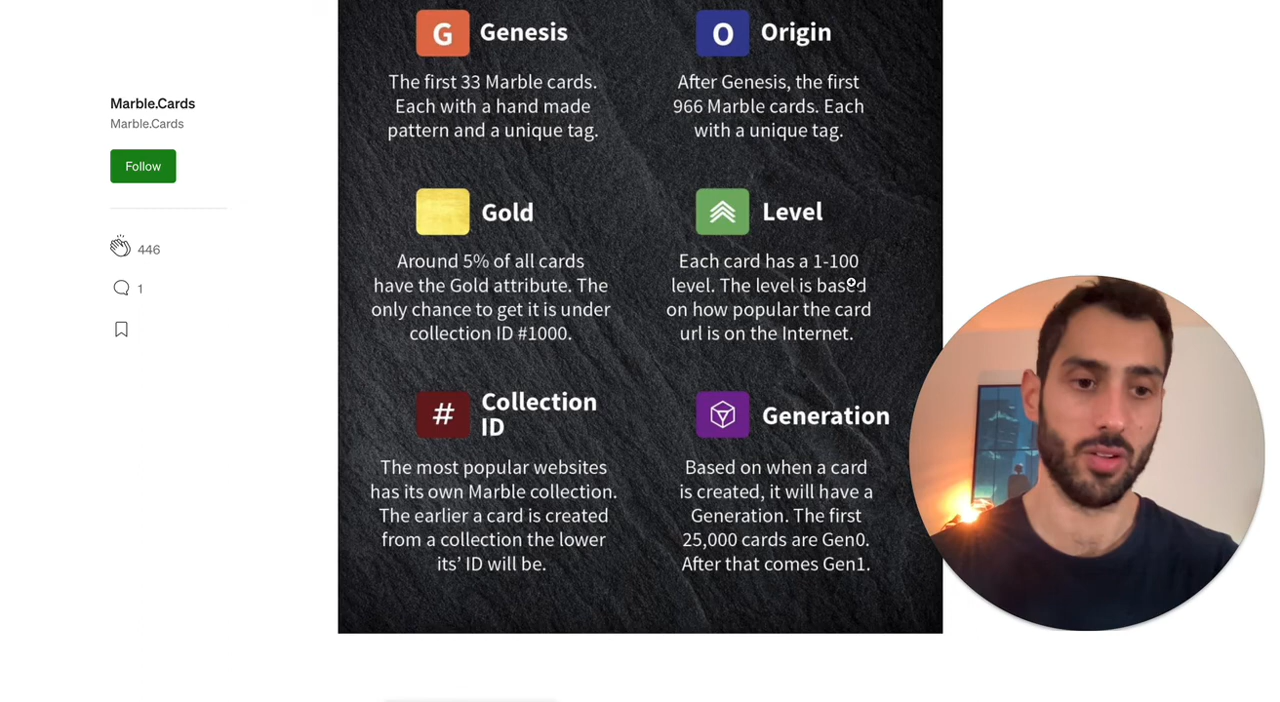 Marble.Cards
Marble.Cards
Follow
446
1
G Genesis
The first 33 Marble cards.
Each with a hand made
pattern and a unique tag.
O Origin
After Genesis, the first
966 Marble cards. Each
with a unique tag.
Gold
Around 5% of all cards
have the Gold attribute. The
only chance to get it is under
collection ID #1000.
Level
Each card has a 1-100
level. The level is based
on how popular the card
url is on the Internet.
# Collection
ID
The most popular websites
has its own Marble collection.
The earlier a card is created
from a collection the lower
its’ ID will be.
Generation
Based on when a card
is created, it will have a
Generation. The first
25,000 cards are Gen0.
After that comes Gen1.